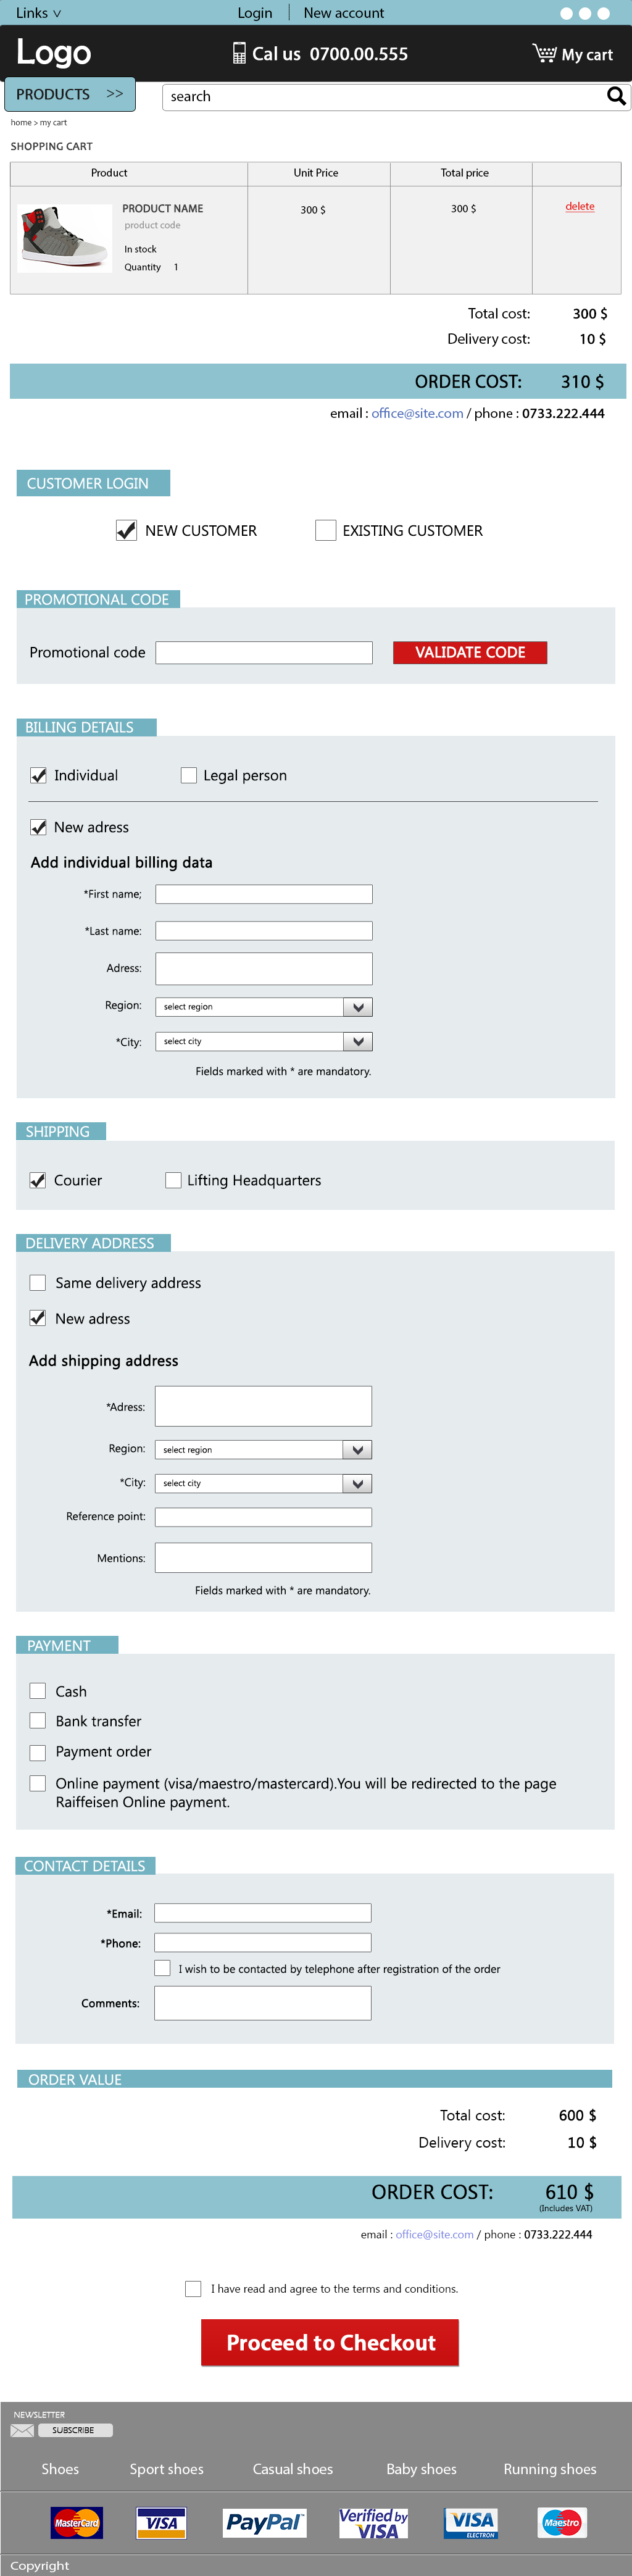 Links ˅ Login | New account
Logo Cal us 0700.00.555 My cart
PRODUCTS >> search
home > my cart
SHOPPING CART
Product Unit Price Total price
PRODUCT NAME 300 $ 300 $ delete
product code
In stock
Quantity 1
Total cost: 300 $
Delivery cost: 10 $
ORDER COST: 310 $
email : office@site.com / phone : 0733.222.444
CUSTOMER LOGIN
NEW CUSTOMER EXISTING CUSTOMER
PROMOTIONAL CODE
Promotional code VALIDATE CODE
BILLING DETAILS
Individual Legal person
New adress
Add individual billing data
*First name;
*Last name:
Adress:
Region: select region
*City: select city
Fields marked with * are mandatory.
SHIPPING
Courier Lifting Headquarters
DELIVERY ADDRESS
Same delivery address
New adress
Add shipping address
*Adress:
Region: select region
*City: select city
Reference point:
Mentions:
Fields marked with * are mandatory.
PAYMENT
Cash
Bank transfer
Payment order
Online payment (visa/maestro/mastercard).You will be redirected to the page
Raiffeisen Online payment.
CONTACT DETAILS
*Email:
*Phone:
I wish to be contacted by telephone after registration of the order
Comments:
ORDER VALUE
Total cost: 600 $
Delivery cost: 10 $
ORDER COST: 610 $
(Includes VAT)
email : office@site.com / phone : 0733.222.444
I have read and agree to the terms and conditions.
Proceed to Checkout
NEWSLETTER
SUBSCRIBE
Shoes Sport shoes Casual shoes Baby shoes Running shoes
MasterCard VISA PayPal Verified by VISA VISA ELECTRON Maestro
Copyright